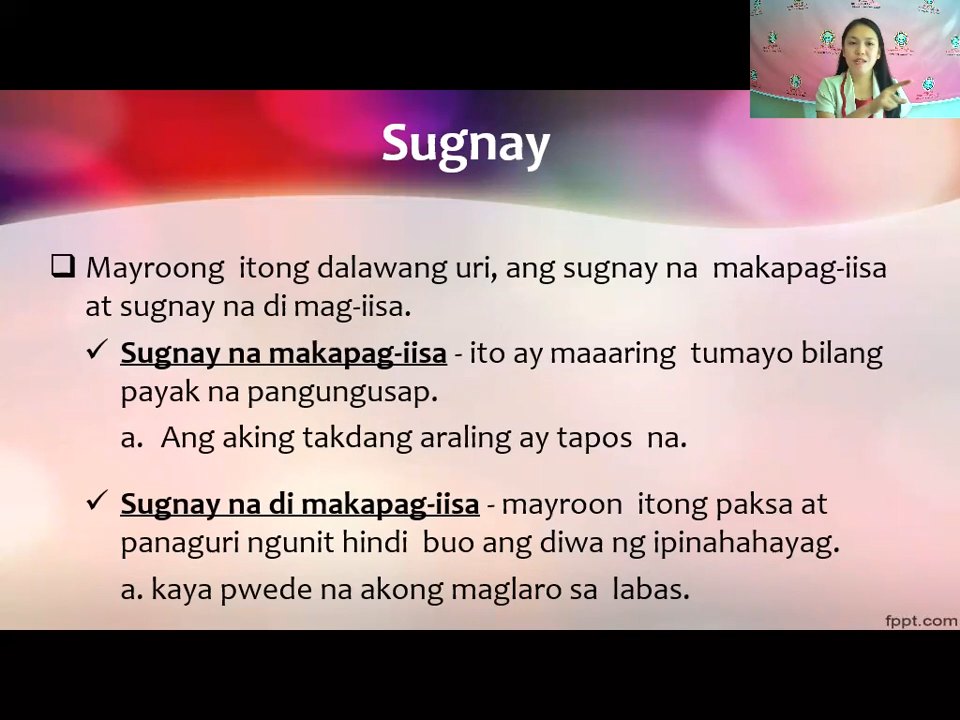 Sugnay
Mayroong itong dalawang uri, ang sugnay na makapag-iisa
at sugnay na di mag-iisa.
Sugnay na makapag-iisa - ito ay maaaring tumayo bilang
payak na pangungusap.
a. Ang aking takdang araling ay tapos na.
Sugnay na di makapag-iisa - mayroon itong paksa at
panaguri ngunit hindi buo ang diwa ng ipinahahayag.
a. kaya pwede na akong maglaro sa labas.
fppt.com